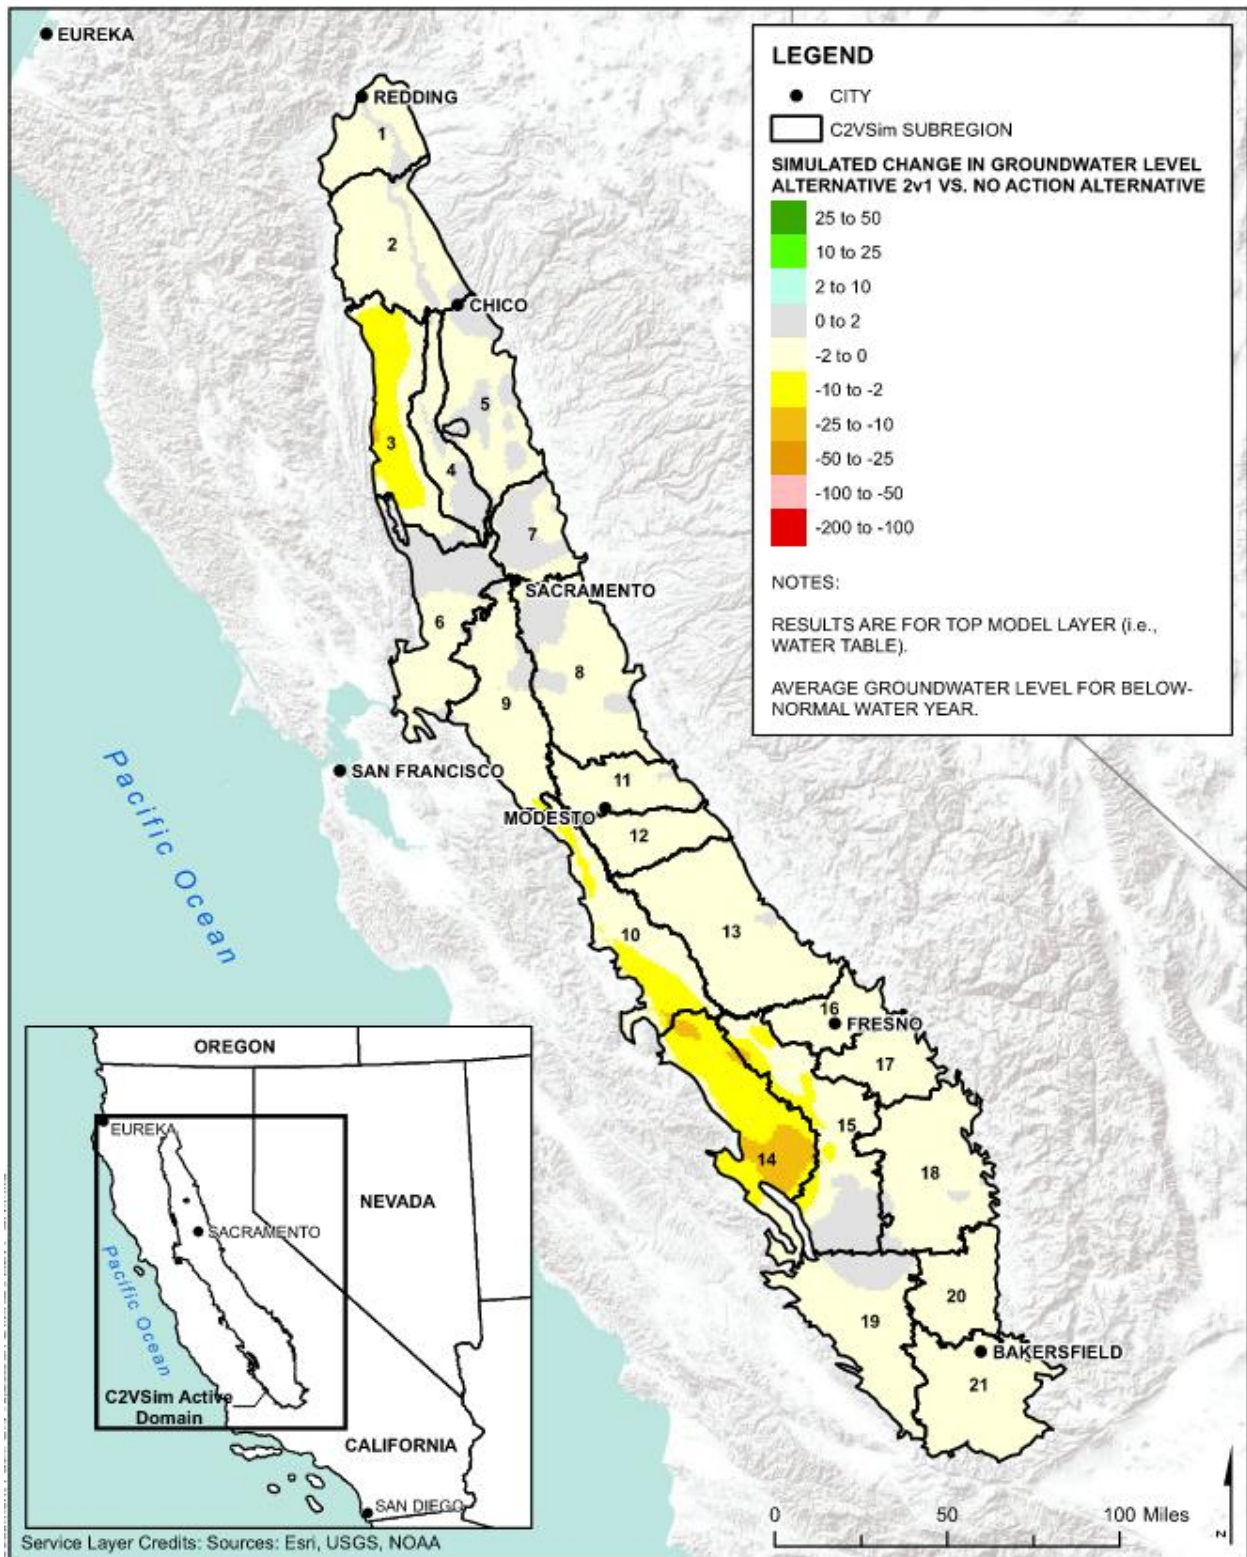 EUREKA
REDDING
1
2
CHICO
3
5
4
7
SACRAMENTO
6
8
9
SAN FRANCISCO
11
MODESTO
12
Pacific Ocean
10
13
16
FRESNO
17
15
14
18
20
19
BAKERSFIELD
21
LEGEND
CITY
C2VSim SUBREGION
SIMULATED CHANGE IN GROUNDWATER LEVEL
ALTERNATIVE 2v1 VS. NO ACTION ALTERNATIVE
25 to 50
10 to 25
2 to 10
0 to 2
-2 to 0
-10 to -2
-25 to -10
-50 to -25
-100 to -50
-200 to -100
NOTES:
RESULTS ARE FOR TOP MODEL LAYER (i.e.,
WATER TABLE).
AVERAGE GROUNDWATER LEVEL FOR BELOW-
NORMAL WATER YEAR.
OREGON
EUREKA
NEVADA
SACRAMENTO
Pacific Ocean
C2VSim Active
Domain
CALIFORNIA
SAN DIEGO
0 50 100 Miles
N
Service Layer Credits: Sources: Esri, USGS, NOAA